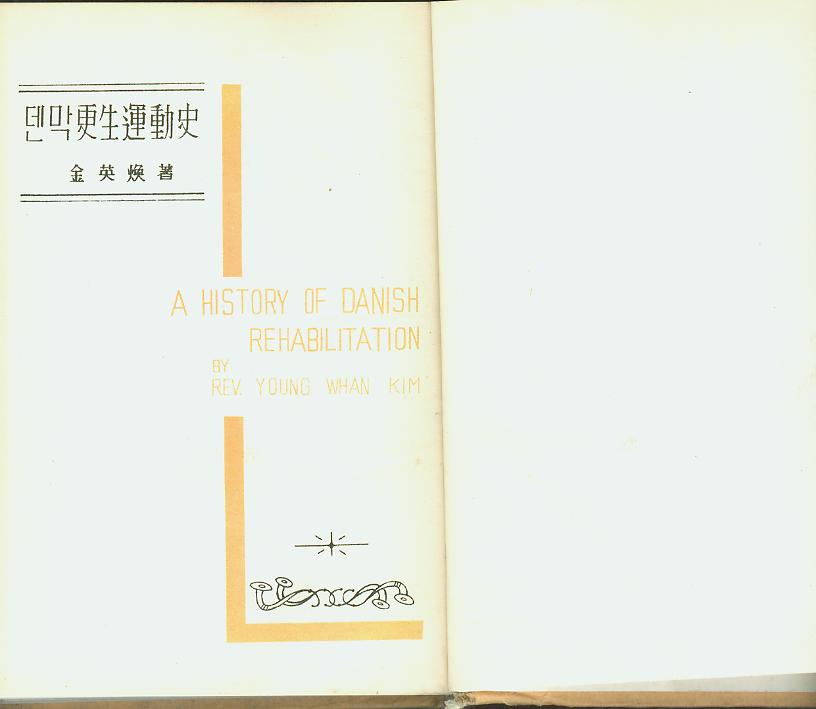 덴막更生運動史
金英煥著
A HISTORY OF DANISH
REHABILITATION
BY
REV. YOUNG WHAN KIM